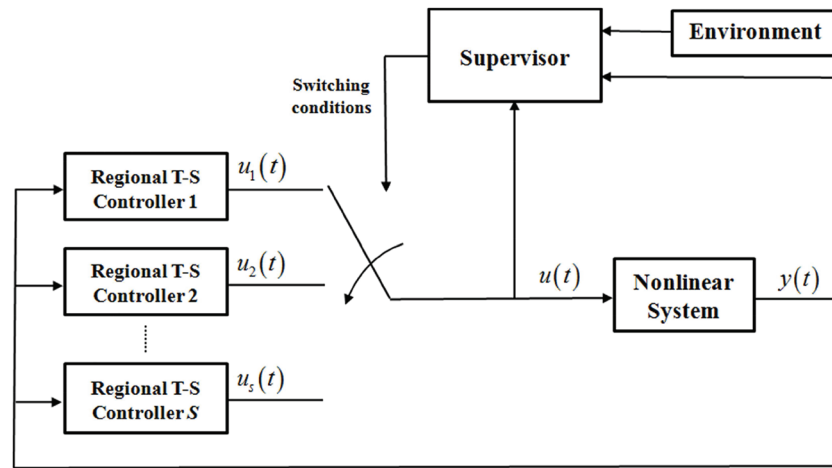 Environment
Supervisor
Switching
conditions
Regional T-S
Controller 1
u₁(t)
Regional T-S
Controller 2
u₂(t)
u(t)
Nonlinear
System
y(t)
Regional T-S
Controller S
uₛ(t)